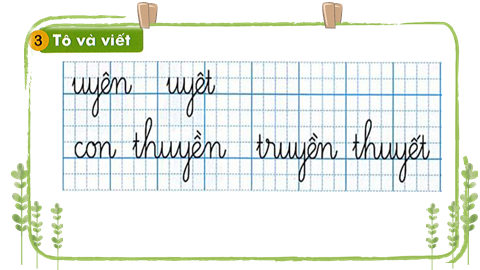 3 Tô và viết
uyên uyêt
con thuyền truyền thuyết